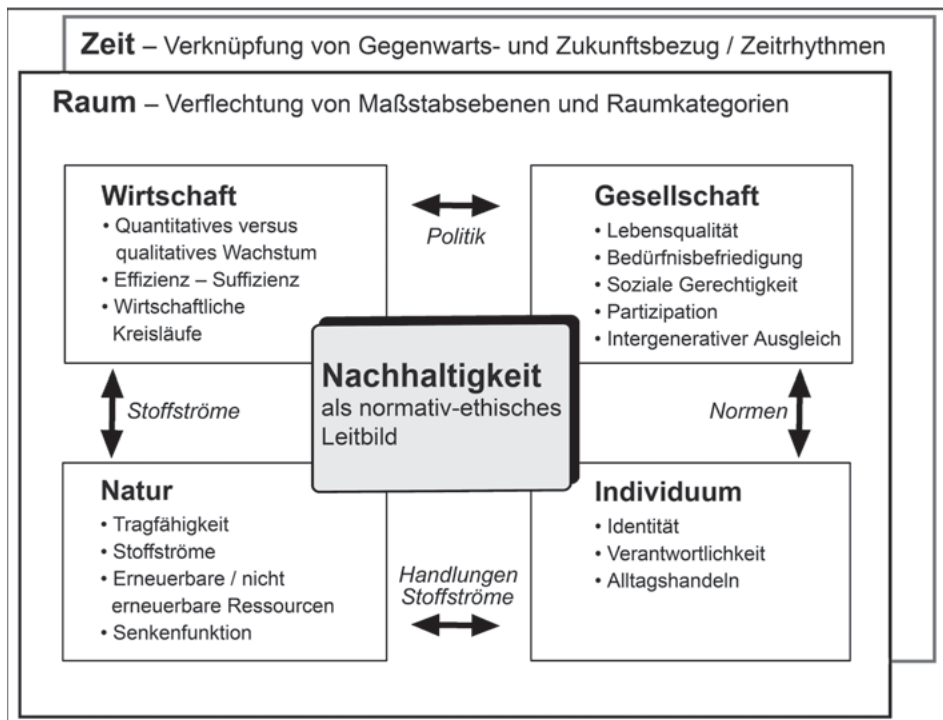 Zeit – Verknüpfung von Gegenwarts- und Zukunftsbezug / Zeitrhythmen
Raum – Verflechtung von Maßstabsebenen und Raumkategorien
Wirtschaft
• Quantitatives versus
qualitatives Wachstum
• Effizienz – Suffizienz
• Wirtschaftliche
Kreisläufe
Politik
Gesellschaft
• Lebensqualität
• Bedürfnisbefriedigung
• Soziale Gerechtigkeit
• Partizipation
• Intergenerativer Ausgleich
Nachhaltigkeit
als normativ-ethisches
Leitbild
Stoffströme
Normen
Natur
• Tragfähigkeit
• Stoffströme
• Erneuerbare / nicht
erneuerbare Ressourcen
• Senkenfunktion
Handlungen
Stoffströme
Individuum
• Identität
• Verantwortlichkeit
• Alltagshandeln